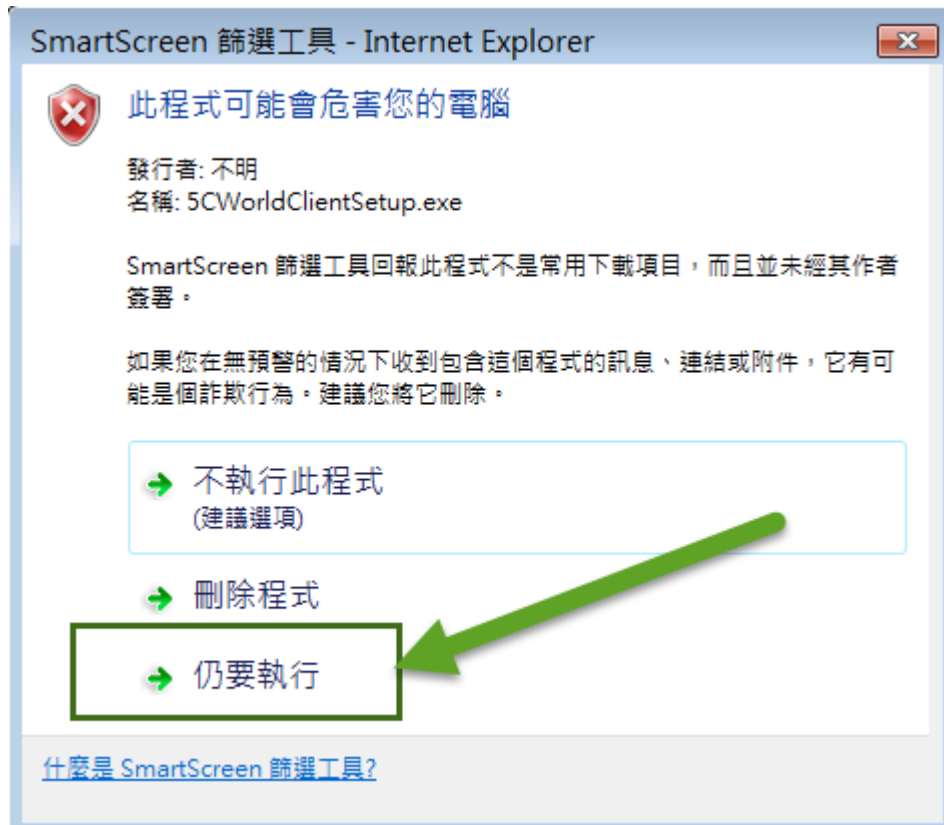 SmartScreen 篩選工具 - Internet Explorer
此程式可能會危害您的電腦
發行者: 不明
名稱: 5CWorldClientSetup.exe
SmartScreen 篩選工具回報此程式不是常用下載項目，而且並未經其作者
簽署。
如果您在無預警的情況下收到包含這個程式的訊息、連結或附件，它有可
能是個詐欺行為。建議您將它刪除。
不執行此程式
(建議選項)
刪除程式
仍要執行
什麼是 SmartScreen 篩選工具?